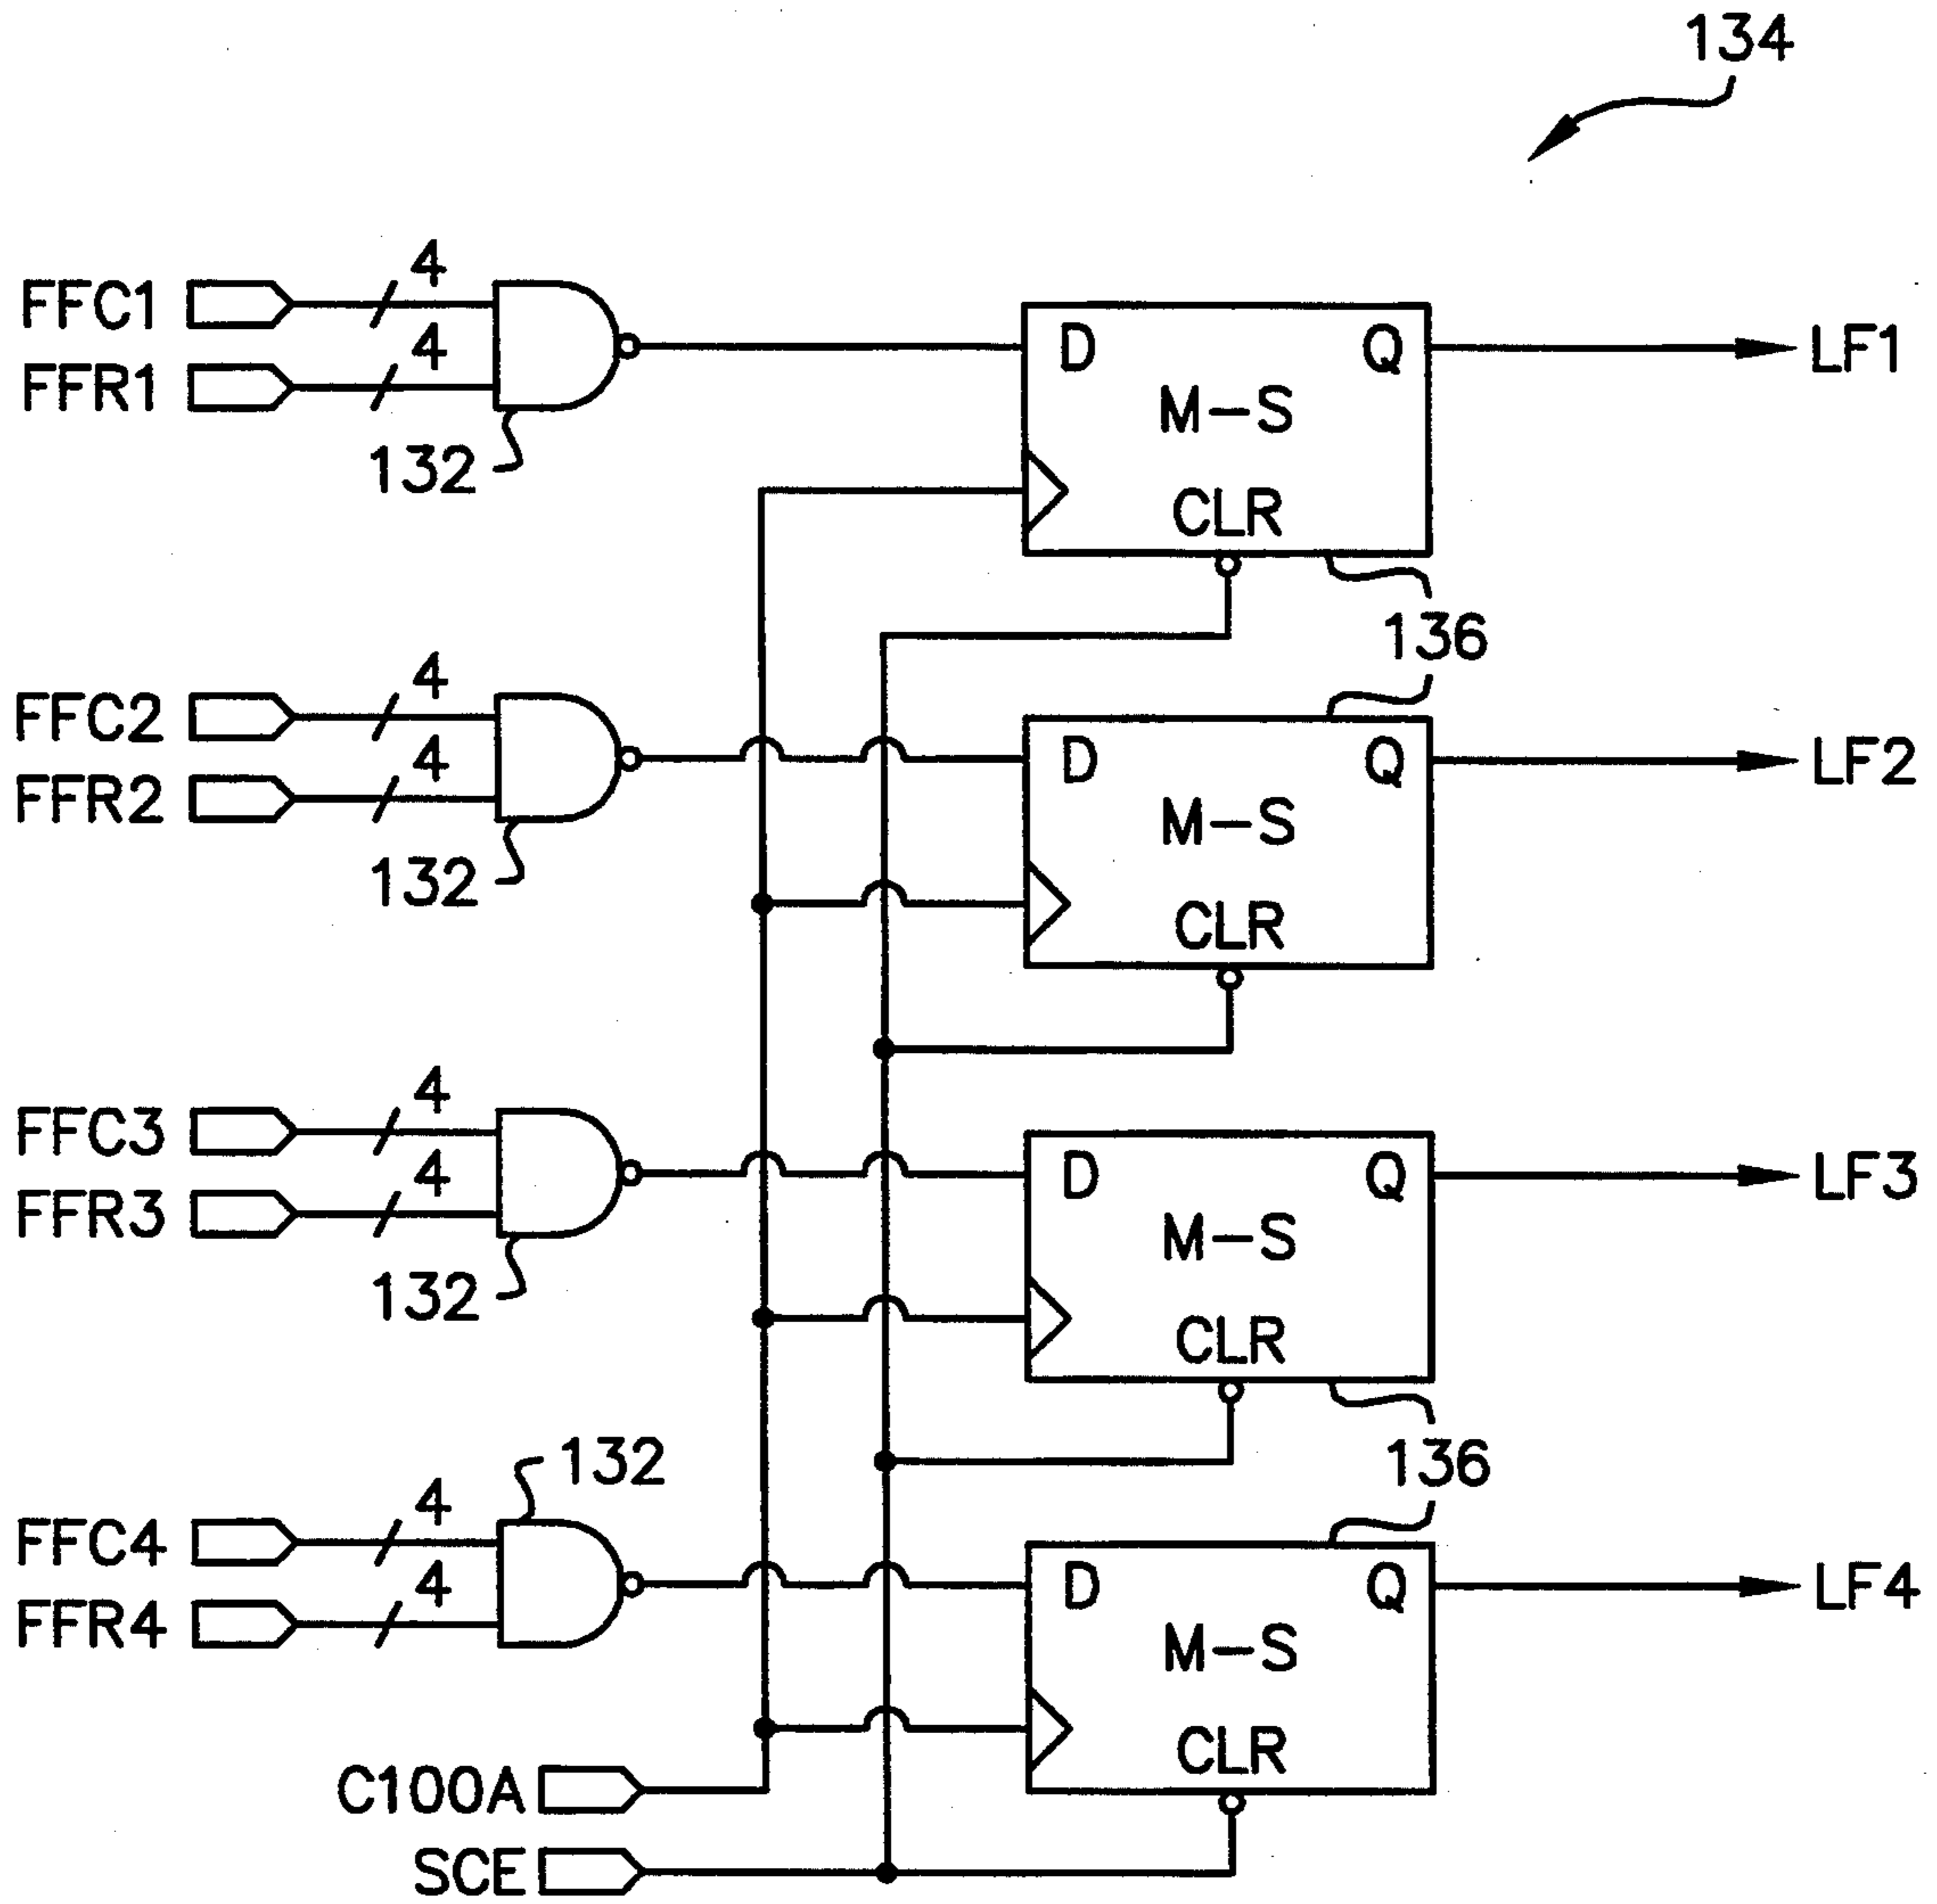 134
4
FFC1
4
FFR1
132
D
Q
LF1
M-S
CLR
136
4
FFC2
4
FFR2
132
D
Q
LF2
M-S
CLR
4
FFC3
4
FFR3
132
D
Q
LF3
M-S
CLR
136
132
4
FFC4
4
FFR4
D
Q
LF4
M-S
CLR
C100A
SCE